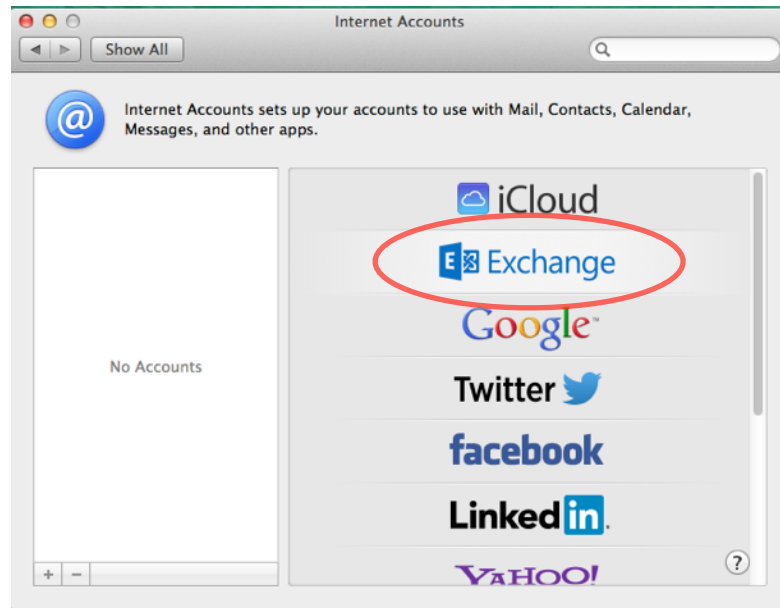 Internet Accounts
Show All
@
Internet Accounts sets up your accounts to use with Mail, Contacts, Calendar,
Messages, and other apps.
iCloud
E Exchange
Google™
Twitter
No Accounts
facebook
Linked in.
YAHOO!
+ −
?